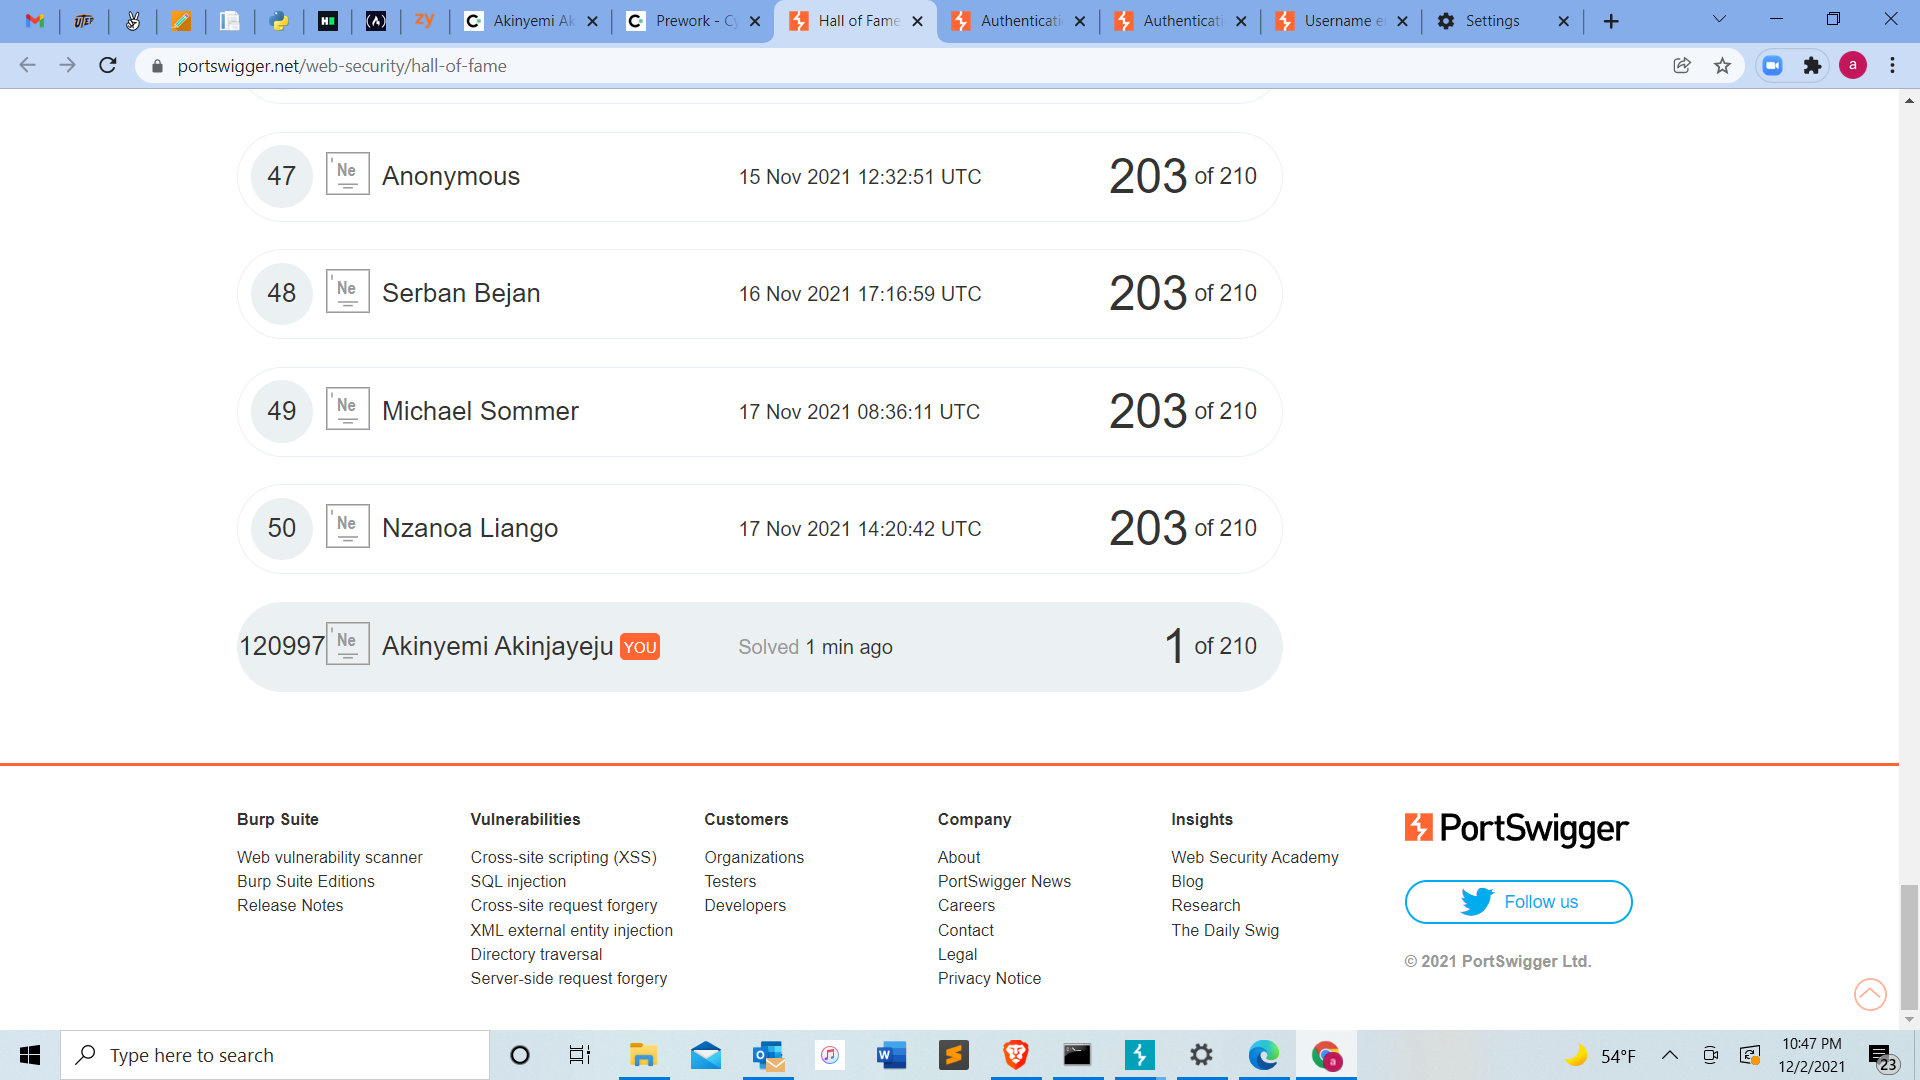 Akinyemi Ak
Prework - Cy
Hall of Fame
Authenticati
Authenticati
Username e
Settings
portswigger.net/web-security/hall-of-fame
a
47 Ne Anonymous 15 Nov 2021 12:32:51 UTC 203 of 210
48 Ne Serban Bejan 16 Nov 2021 17:16:59 UTC 203 of 210
49 Ne Michael Sommer 17 Nov 2021 08:36:11 UTC 203 of 210
50 Ne Nzanoa Liango 17 Nov 2021 14:20:42 UTC 203 of 210
120997 Ne Akinyemi Akinjayeju YOU Solved 1 min ago 1 of 210
Burp Suite
Web vulnerability scanner
Burp Suite Editions
Release Notes
Vulnerabilities
Cross-site scripting (XSS)
SQL injection
Cross-site request forgery
XML external entity injection
Directory traversal
Server-side request forgery
Customers
Organizations
Testers
Developers
Company
About
PortSwigger News
Careers
Contact
Legal
Privacy Notice
Insights
Web Security Academy
Blog
Research
The Daily Swig
PortSwigger
Follow us
© 2021 PortSwigger Ltd.
Type here to search
54°F
10:47 PM
12/2/2021
23